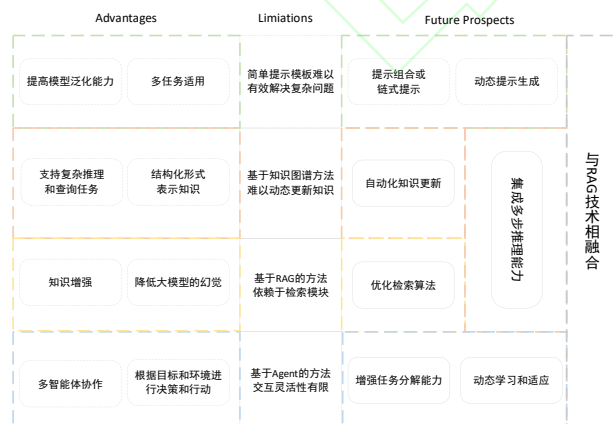 Advantages
Limiations
Future Prospects
提高模型泛化能力
多任务适用
简单提示模板难以
有效解决复杂问题
提示组合或
链式提示
动态提示生成
支持复杂推理
和查询任务
结构化形式
表示知识
基于知识图谱方法
难以动态更新知识
自动化知识更新
集成多步推理能力
与RAG技术相融合
知识增强
降低大模型的幻觉
基于RAG的方法
依赖于检索模块
优化检索算法
多智能体协作
根据目标和环境进
行决策和行动
基于Agent的方法
交互灵活性有限
增强任务分解能力
动态学习和适应